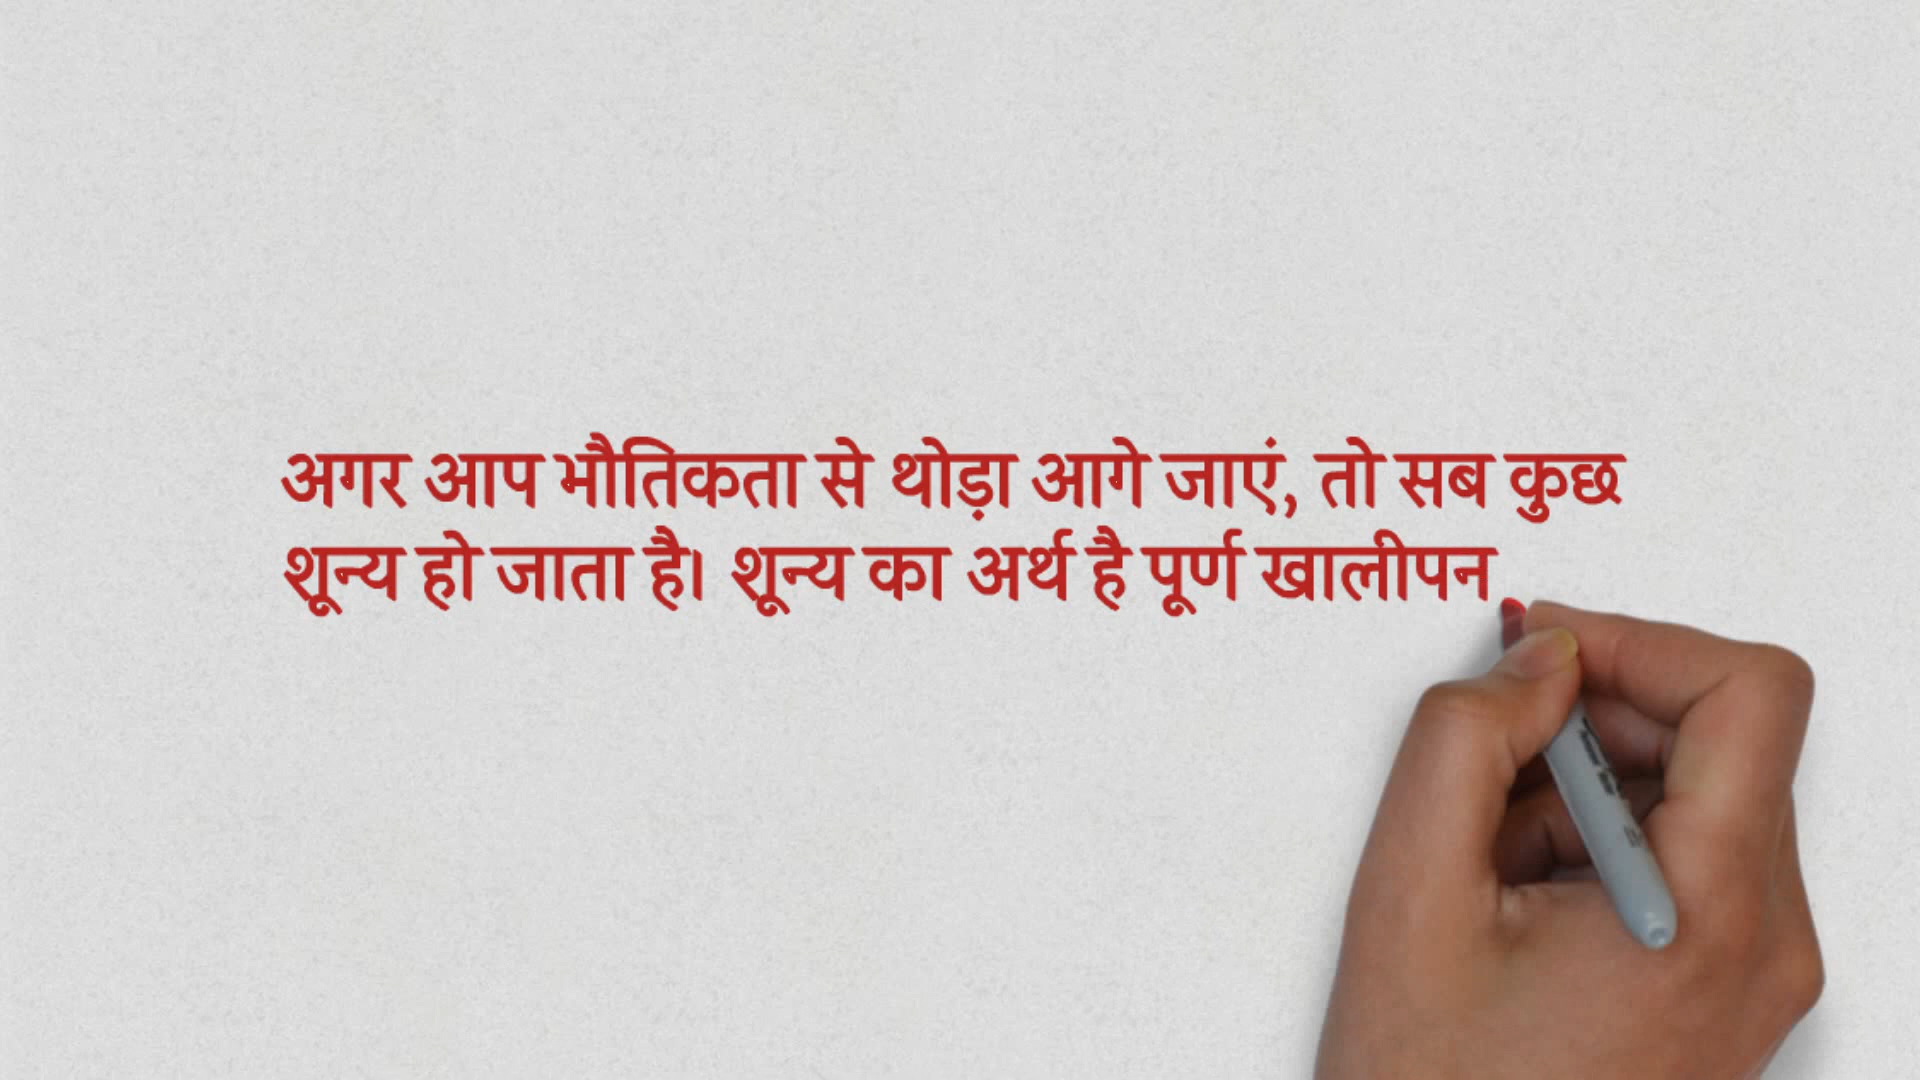 अगर आप भौतिकता से थोड़ा आगे जाएं, तो सब कुछ
शून्य हो जाता है। शून्य का अर्थ है पूर्ण खालीपन